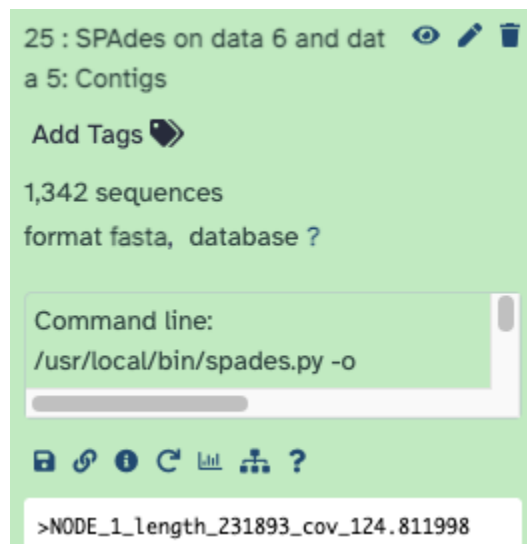 25 : SPAdes on data 6 and dat
a 5: Contigs
Add Tags
1,342 sequences
format fasta, database ?
Command line:
/usr/local/bin/spades.py -o
?
>NODE_1_length_231893_cov_124.811998